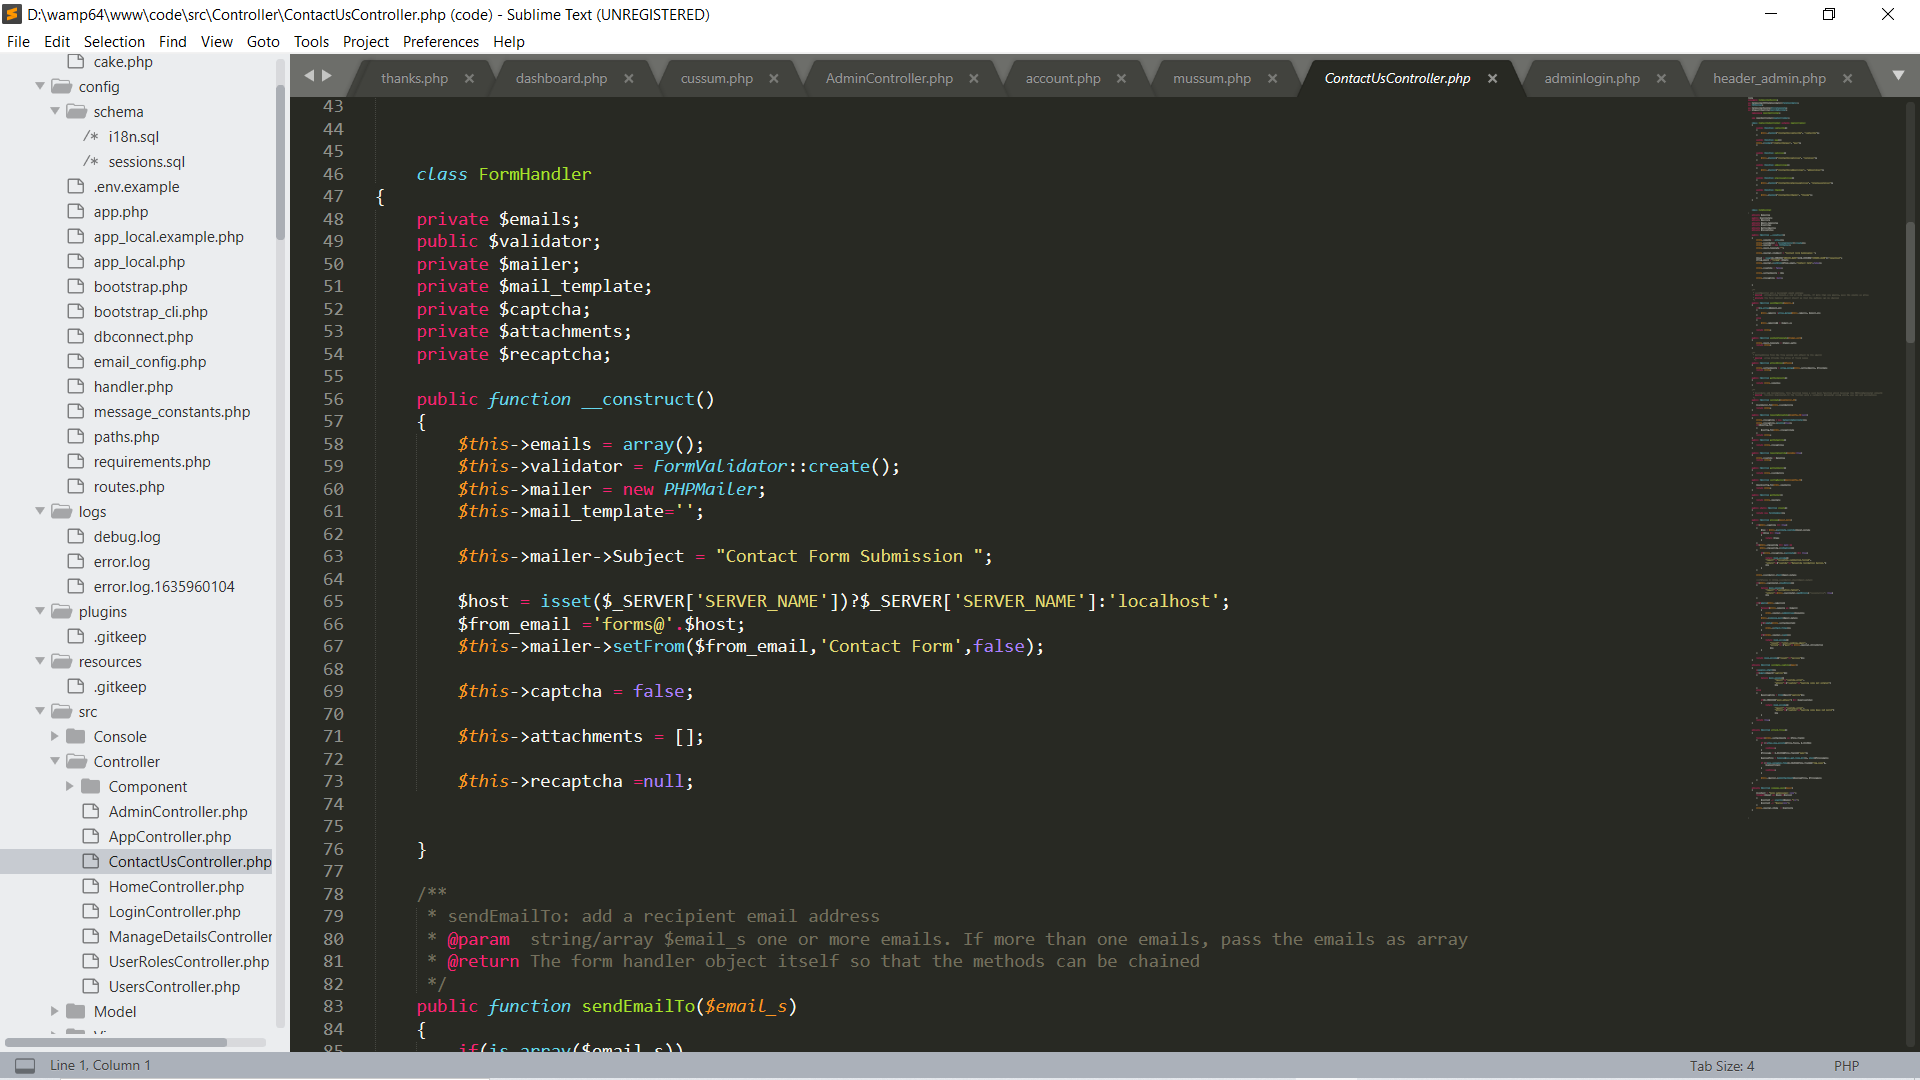 D:\wamp64\www\code\src\Controller\ContactUsController.php (code) - Sublime Text (UNREGISTERED)
File Edit Selection Find View Goto Tools Project Preferences Help
cake.php
config
schema
/* i18n.sql
/* sessions.sql
.env.example
app.php
app_local.example.php
app_local.php
bootstrap.php
bootstrap_cli.php
dbconnect.php
email_config.php
handler.php
message_constants.php
paths.php
requirements.php
routes.php
logs
debug.log
error.log
error.log.1635960104
plugins
.gitkeep
resources
.gitkeep
src
Console
Controller
Component
AdminController.php
AppController.php
ContactUsController.php
HomeController.php
LoginController.php
ManageDetailsController
UserRolesController.php
UsersController.php
Model
thanks.php dashboard.php cussum.php AdminController.php account.php mussum.php ContactUsController.php adminlogin.php header_admin.php
43
44
45
46 class FormHandler
47 {
48 private $emails;
49 public $validator;
50 private $mailer;
51 private $mail_template;
52 private $captcha;
53 private $attachments;
54 private $recaptcha;
55
56 public function __construct()
57 {
58 $this->emails = array();
59 $this->validator = FormValidator::create();
60 $this->mailer = new PHPMailer;
61 $this->mail_template='';
62
63 $this->mailer->Subject = "Contact Form Submission ";
64
65 $host = isset($_SERVER['SERVER_NAME'])?$_SERVER['SERVER_NAME']:'localhost';
66 $from_email ='forms@'.$host;
67 $this->mailer->setFrom($from_email,'Contact Form',false);
68
69 $this->captcha = false;
70
71 $this->attachments = [];
72
73 $this->recaptcha =null;
74
75
76 }
77
78 /**
79 * sendEmailTo: add a recipient email address
80 * @param  string/array $email_s one or more emails. If more than one emails, pass the emails as array
81 * @return The form handler object itself so that the methods can be chained
82 */
83 public function sendEmailTo($email_s)
84 {
85 if(is_array($email_s))
Line 1, Column 1
Tab Size: 4 PHP